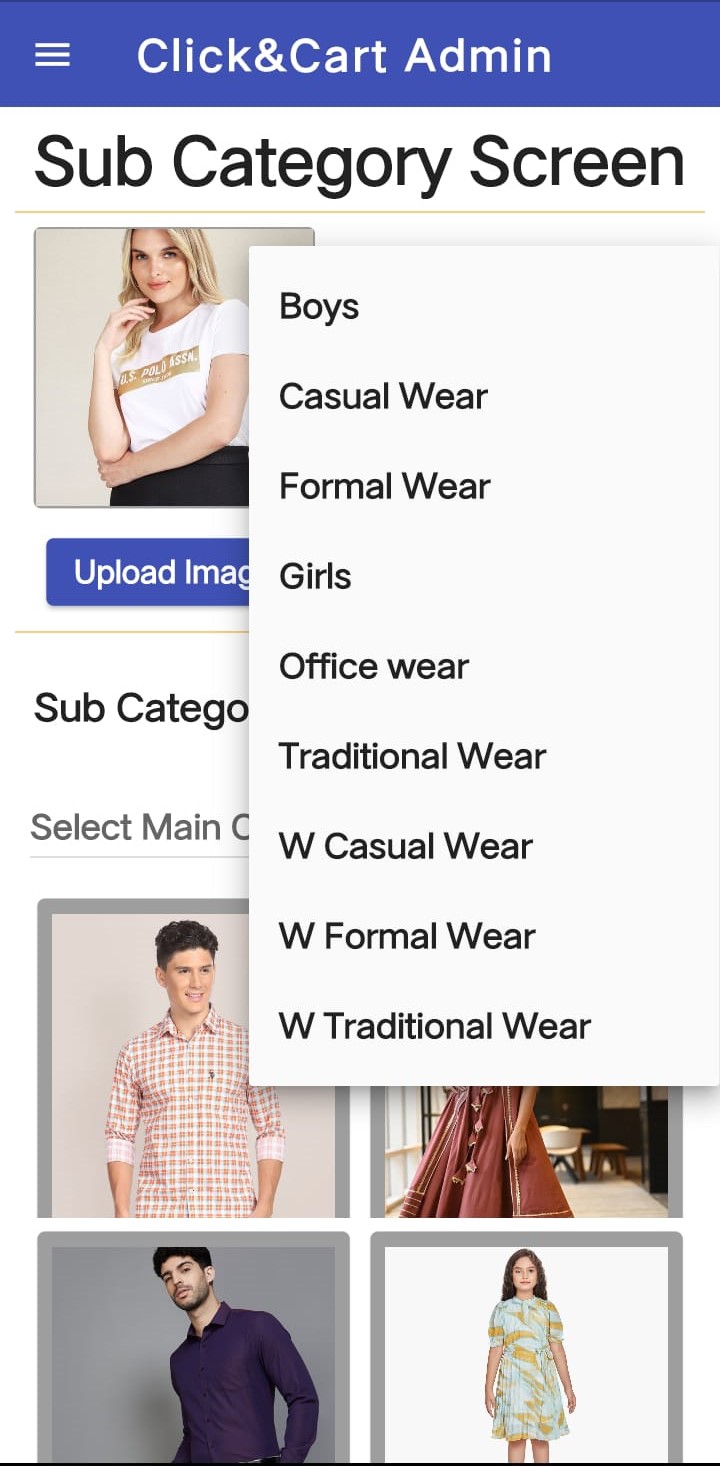 Click&Cart Admin
Sub Category Screen
U.S. POLO ASSN.
Upload Imag
Sub Catego
Select Main C
Boys
Casual Wear
Formal Wear
Girls
Office wear
Traditional Wear
W Casual Wear
W Formal Wear
W Traditional Wear